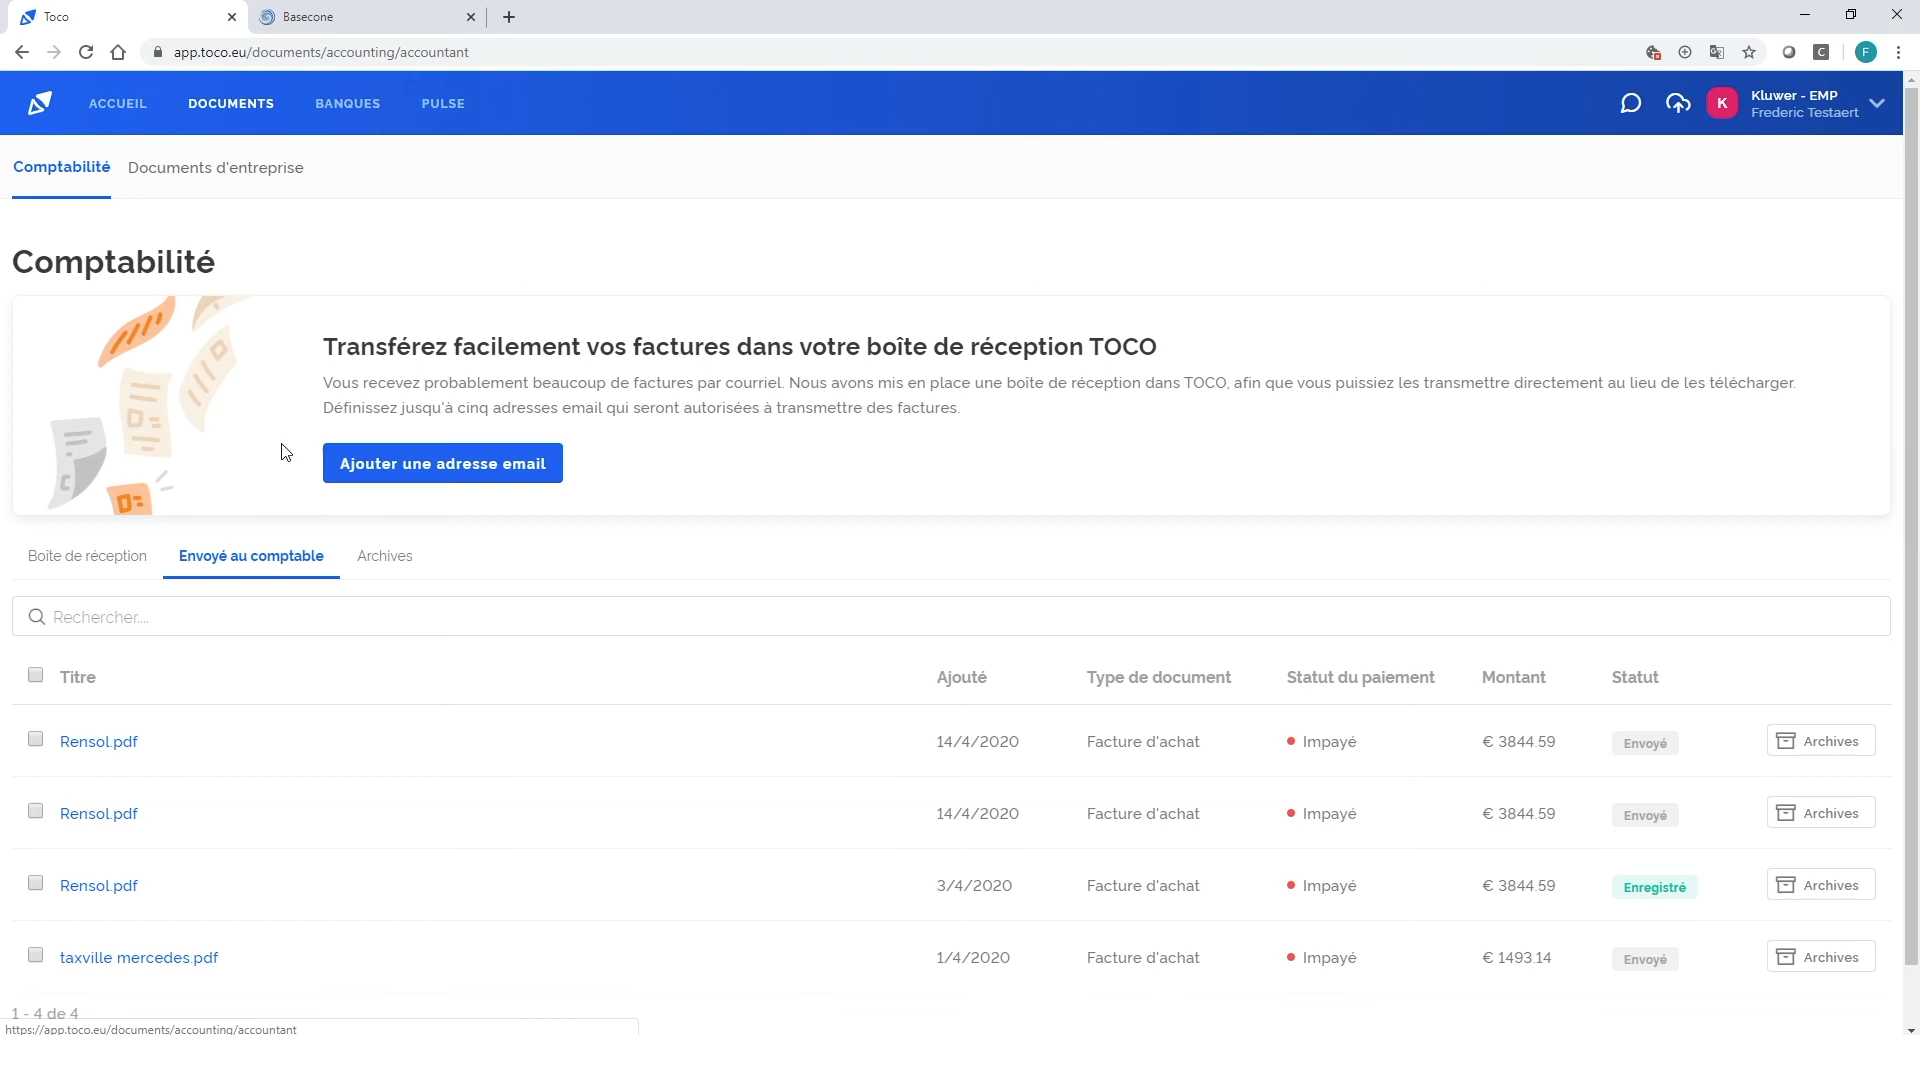 Toco
Basecone
app.toco.eu/documents/accounting/accountant
F
ACCUEIL
DOCUMENTS
BANQUES
PULSE
K
Kluwer - EMP
Frederic Testaert
Comptabilité
Documents d'entreprise
Comptabilité
Transférez facilement vos factures dans votre boîte de réception TOCO
Vous recevez probablement beaucoup de factures par courriel. Nous avons mis en place une boîte de réception dans TOCO, afin que vous puissiez les transmettre directement au lieu de les télécharger.
Définissez jusqu'à cinq adresses email qui seront autorisées à transmettre des factures.
Ajouter une adresse email
Boîte de réception
Envoyé au comptable
Archives
Rechercher....
Titre Ajouté Type de document Statut du paiement Montant Statut
Rensol.pdf 14/4/2020 Facture d'achat Impayé € 3844.59 Envoyé Archives
Rensol.pdf 14/4/2020 Facture d'achat Impayé € 3844.59 Envoyé Archives
Rensol.pdf 3/4/2020 Facture d'achat Impayé € 3844.59 Enregistré Archives
taxville mercedes.pdf 1/4/2020 Facture d'achat Impayé € 1493.14 Envoyé Archives
1 - 4 de 4
https://app.toco.eu/documents/accounting/accountant